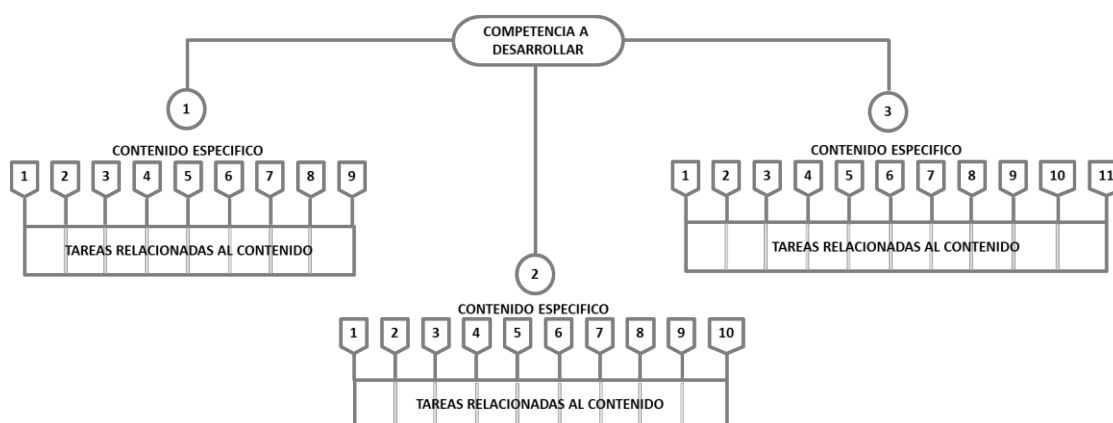 COMPETENCIA A
DESARROLLAR
1
CONTENIDO ESPECIFICO
1 2 3 4 5 6 7 8 9
TAREAS RELACIONADAS AL CONTENIDO
2
CONTENIDO ESPECIFICO
1 2 3 4 5 6 7 8 9 10
TAREAS RELACIONADAS AL CONTENIDO
3
CONTENIDO ESPECIFICO
1 2 3 4 5 6 7 8 9 10 11
TAREAS RELACIONADAS AL CONTENIDO